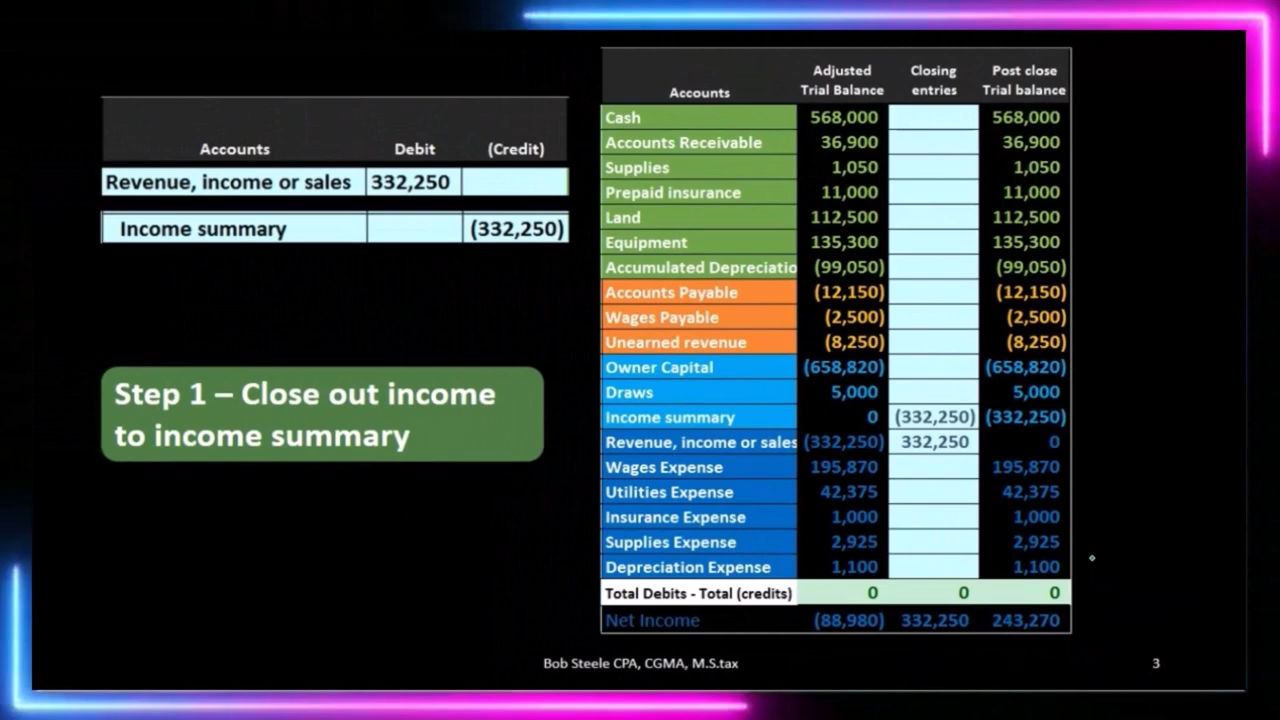 Accounts Debit (Credit)
Revenue, income or sales 332,250
Income summary (332,250)
Step 1 – Close out income
to income summary
Adjusted Closing Post close
Accounts Trial Balance entries Trial balance
Cash 568,000 568,000
Accounts Receivable 36,900 36,900
Supplies 1,050 1,050
Prepaid insurance 11,000 11,000
Land 112,500 112,500
Equipment 135,300 135,300
Accumulated Depreciatio (99,050) (99,050)
Accounts Payable (12,150) (12,150)
Wages Payable (2,500) (2,500)
Unearned revenue (8,250) (8,250)
Owner Capital (658,820) (658,820)
Draws 5,000 5,000
Income summary 0 (332,250) (332,250)
Revenue, income or sales (332,250) 332,250 0
Wages Expense 195,870 195,870
Utilities Expense 42,375 42,375
Insurance Expense 1,000 1,000
Supplies Expense 2,925 2,925
Depreciation Expense 1,100 1,100
Total Debits - Total (credits) 0 0 0
Net Income (88,980) 332,250 243,270
Bob Steele CPA, CGMA, M.S.tax 3